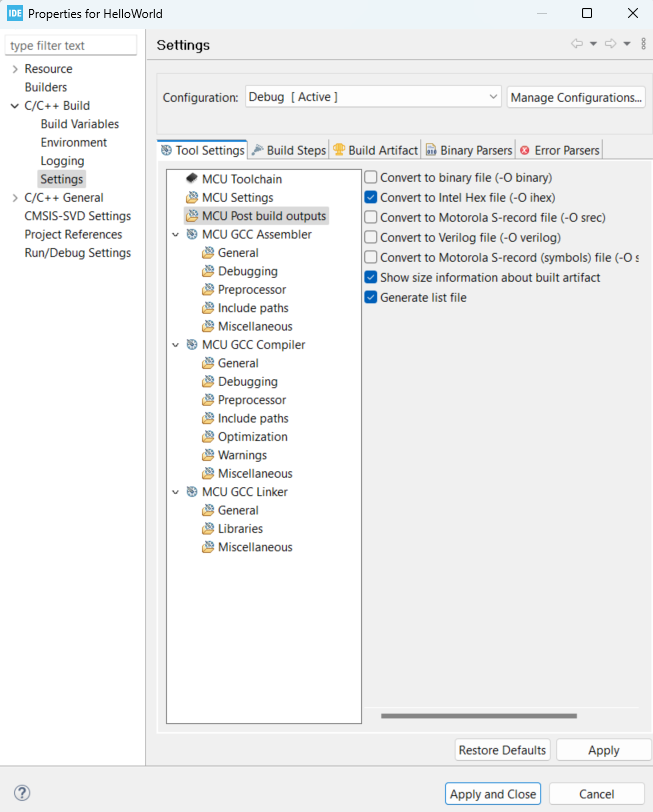 IDE Properties for HelloWorld
type filter text
Resource
Builders
C/C++ Build
Build Variables
Environment
Logging
Settings
C/C++ General
CMSIS-SVD Settings
Project References
Run/Debug Settings
Settings
Configuration: Debug [ Active ] Manage Configurations...
Tool Settings Build Steps Build Artifact Binary Parsers Error Parsers
MCU Toolchain
MCU Settings
MCU Post build outputs
MCU GCC Assembler
General
Debugging
Preprocessor
Include paths
Miscellaneous
MCU GCC Compiler
General
Debugging
Preprocessor
Include paths
Optimization
Warnings
Miscellaneous
MCU GCC Linker
General
Libraries
Miscellaneous
Convert to binary file (-O binary)
Convert to Intel Hex file (-O ihex)
Convert to Motorola S-record file (-O srec)
Convert to Verilog file (-O verilog)
Convert to Motorola S-record (symbols) file (-O s
Show size information about built artifact
Generate list file
Restore Defaults Apply
? Apply and Close Cancel